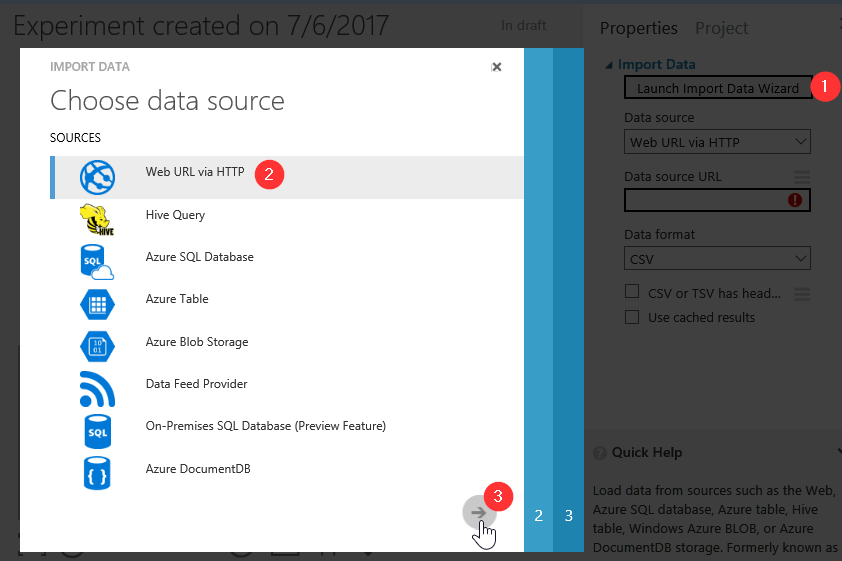 Experiment created on 7/6/2017
In draft
Properties Project
IMPORT DATA
Choose data source
SOURCES
Web URL via HTTP 2
Hive Query
HIVE
Azure SQL Database
SQL
Azure Table
Azure Blob Storage
10
01
Data Feed Provider
On-Premises SQL Database (Preview Feature)
SQL
Azure DocumentDB
{ }
3
2 3
Import Data
Launch Import Data Wizard 1
Data source
Web URL via HTTP
Data source URL
!
Data format
CSV
CSV or TSV has head...
Use cached results
? Quick Help
Load data from sources such as the Web,
Azure SQL database, Azure table, Hive
table, Windows Azure BLOB, or Azure
DocumentDB storage. Formerly known as